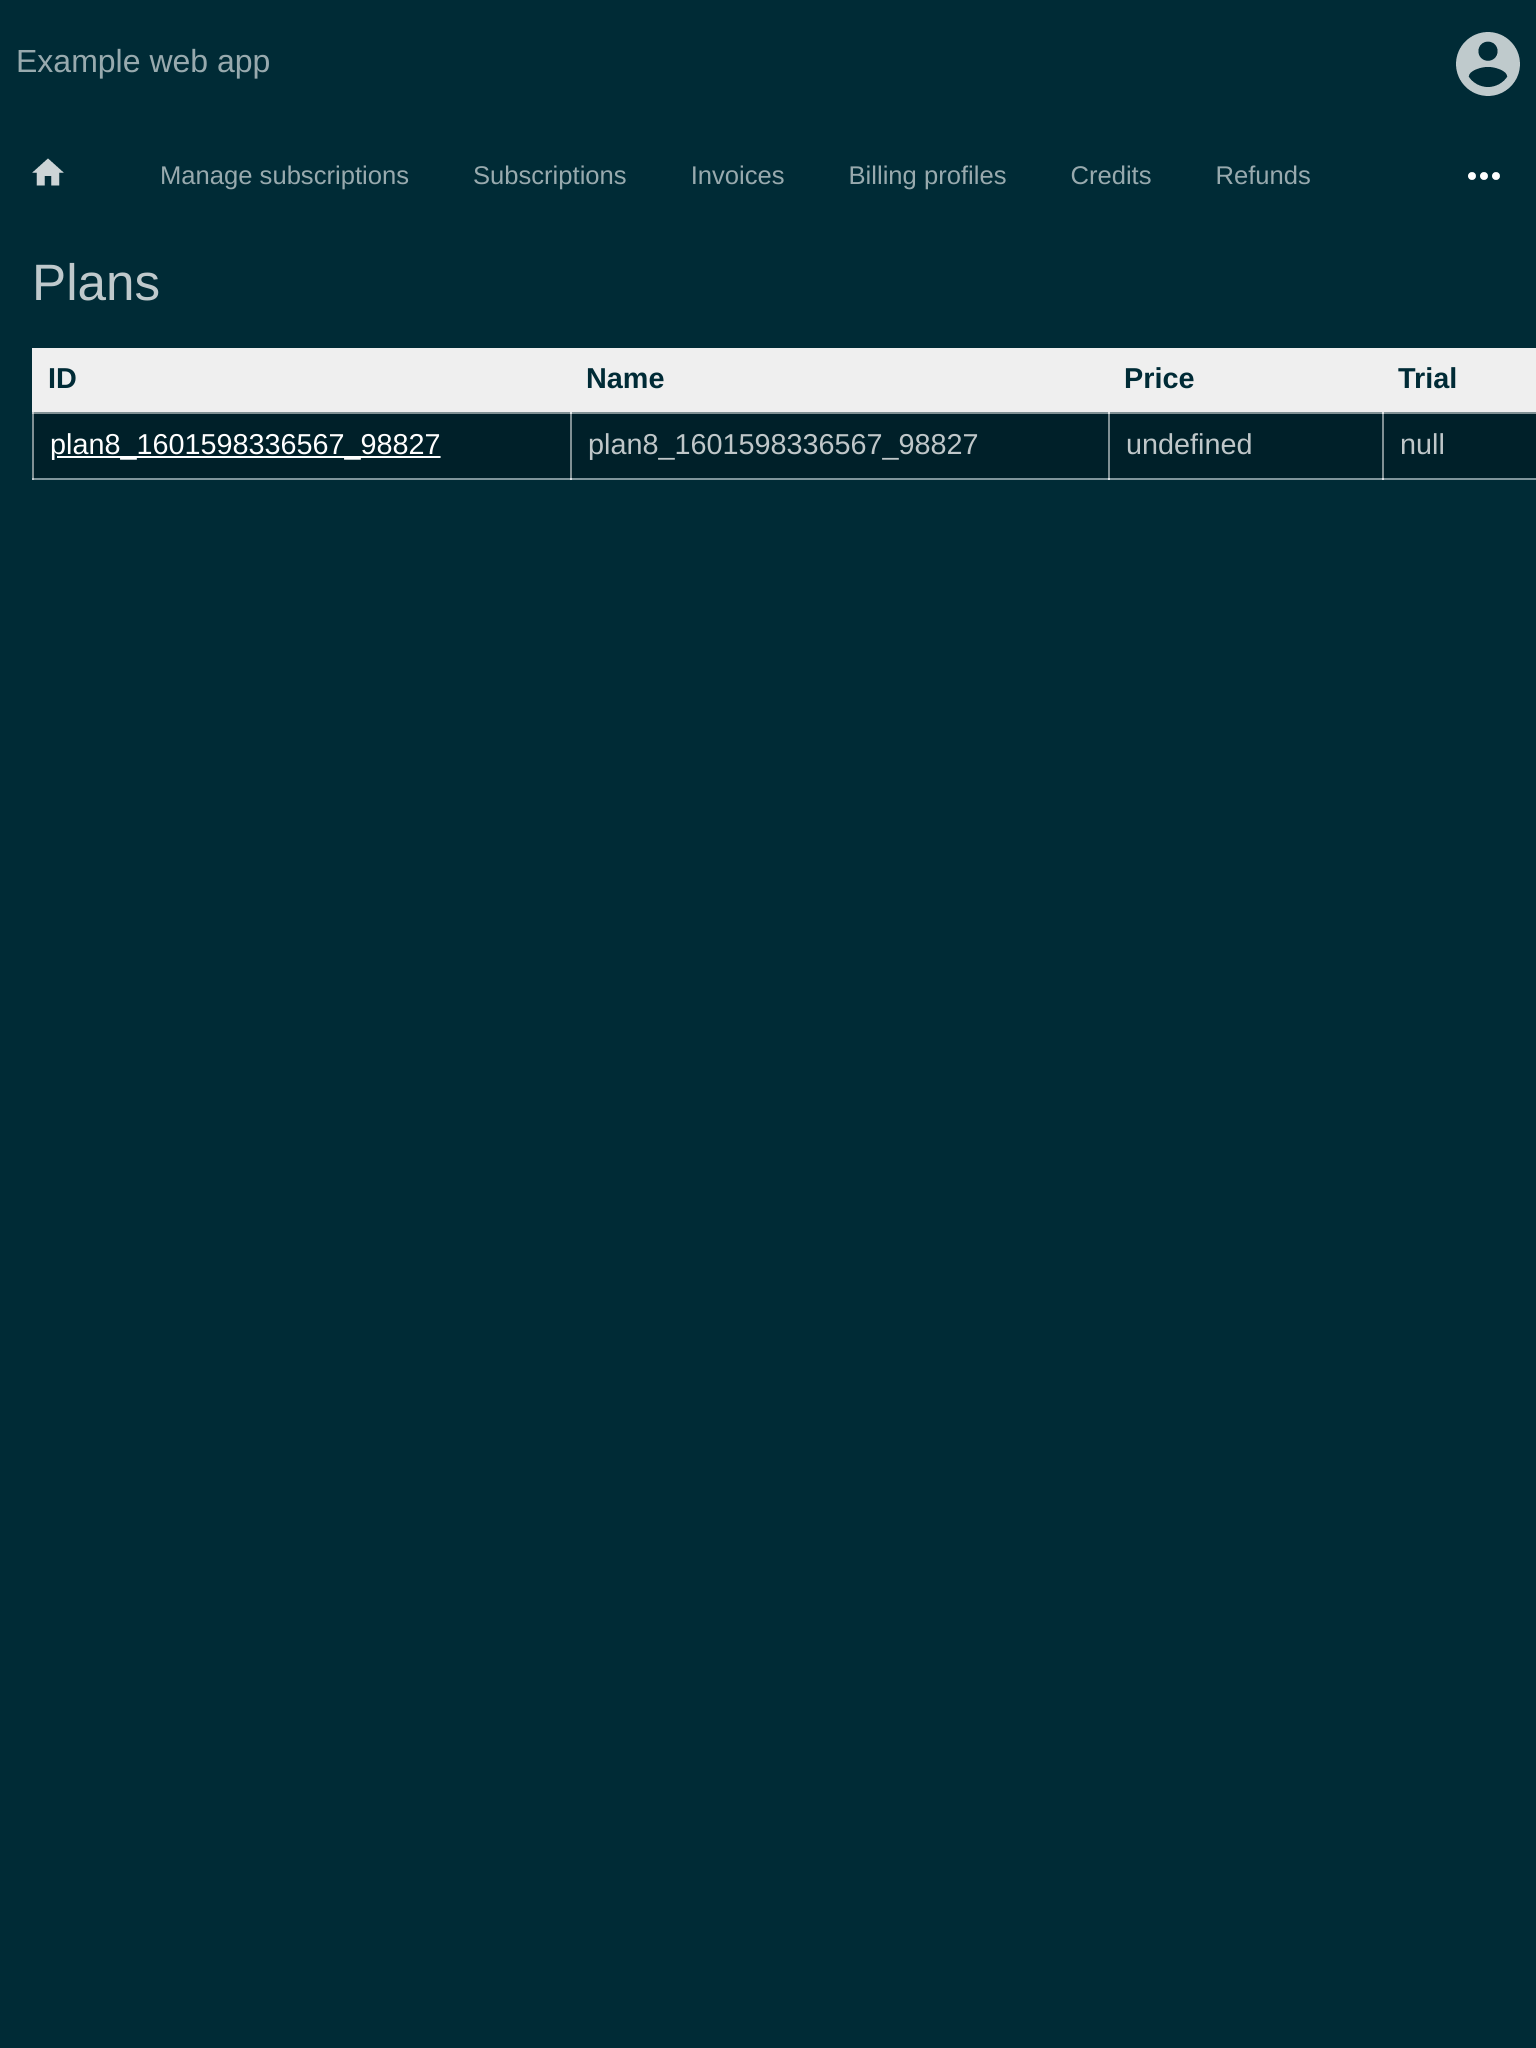 Example web app
Manage subscriptions Subscriptions Invoices Billing profiles Credits Refunds
Plans
ID Name Price Trial
plan8_1601598336567_98827 plan8_1601598336567_98827 undefined null